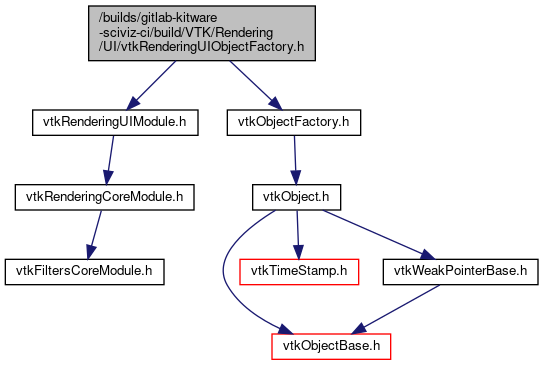 /builds/gitlab-kitware
-sciviz-ci/build/VTK/Rendering
/UI/vtkRenderingUIObjectFactory.h
vtkRenderingUIModule.h
vtkObjectFactory.h
vtkRenderingCoreModule.h
vtkObject.h
vtkFiltersCoreModule.h
vtkTimeStamp.h
vtkWeakPointerBase.h
vtkObjectBase.h